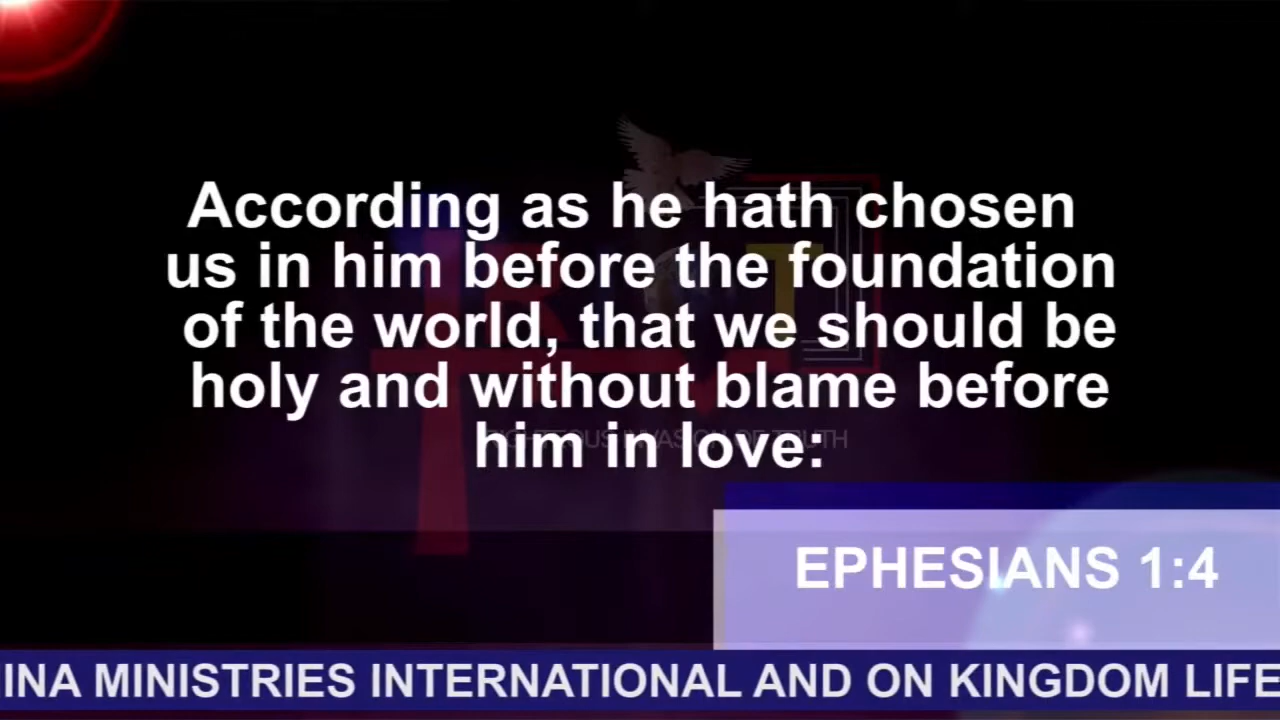 According as he hath chosen
us in him before the foundation
of the world, that we should be
holy and without blame before
him in love:
EPHESIANS 1:4
INA MINISTRIES INTERNATIONAL AND ON KINGDOM LIFE